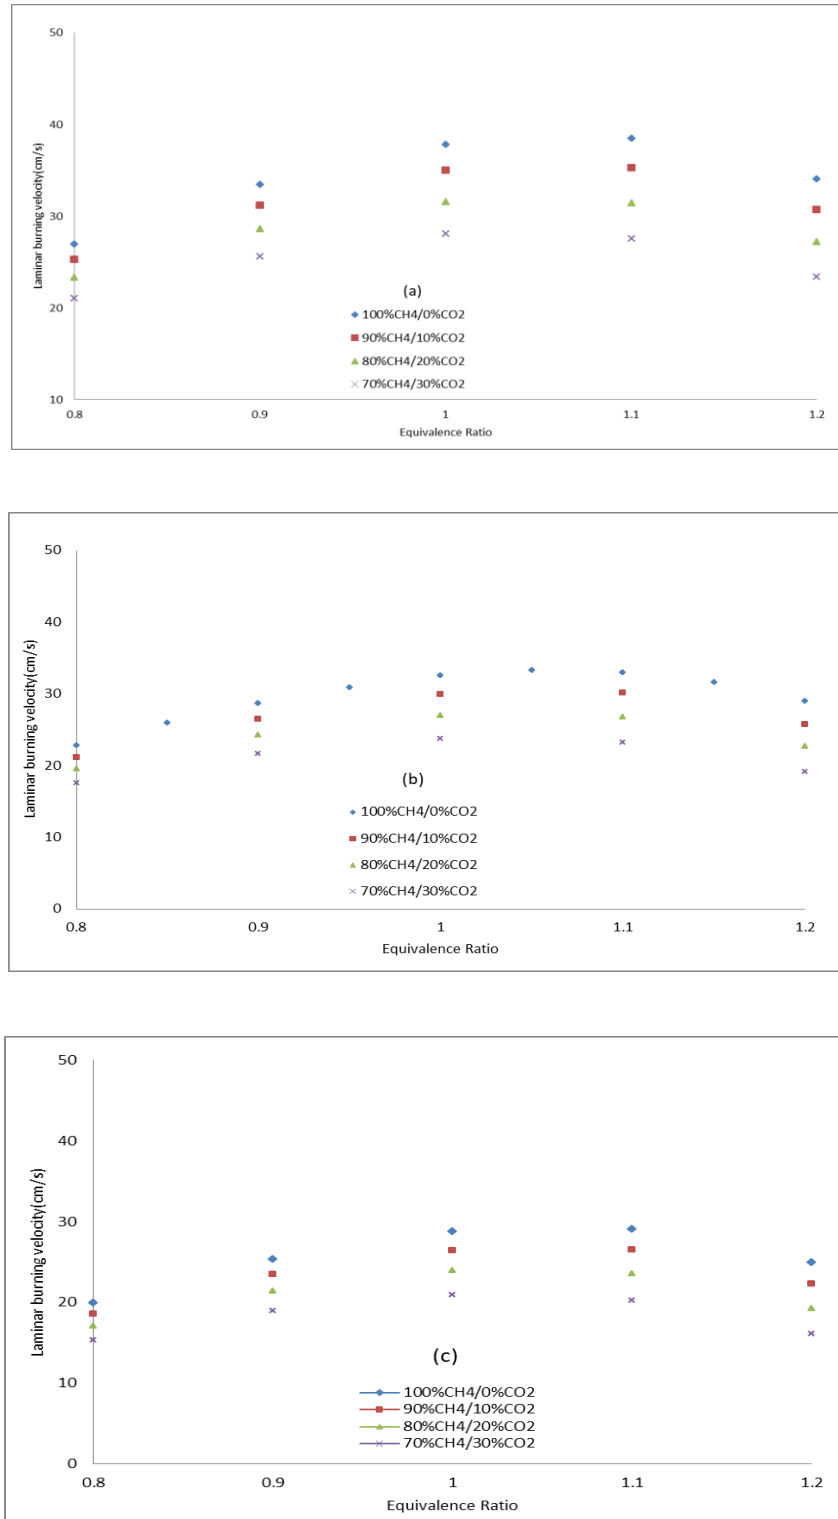 50
40
30
20
10
Laminar burning velocity(cm/s)
(a)
100%CH4/0%CO2
90%CH4/10%CO2
80%CH4/20%CO2
70%CH4/30%CO2
0.8 0.9 1 1.1 1.2
Equivalence Ratio
50
40
30
20
10
0
Laminar burning velocity(cm/s)
(b)
100%CH4/0%CO2
90%CH4/10%CO2
80%CH4/20%CO2
70%CH4/30%CO2
0.8 0.9 1 1.1 1.2
Equivalence Ratio
50
40
30
20
10
0
Laminar burning velocity(cm/s)
(c)
100%CH4/0%CO2
90%CH4/10%CO2
80%CH4/20%CO2
70%CH4/30%CO2
0.8 0.9 1 1.1 1.2
Equivalence Ratio